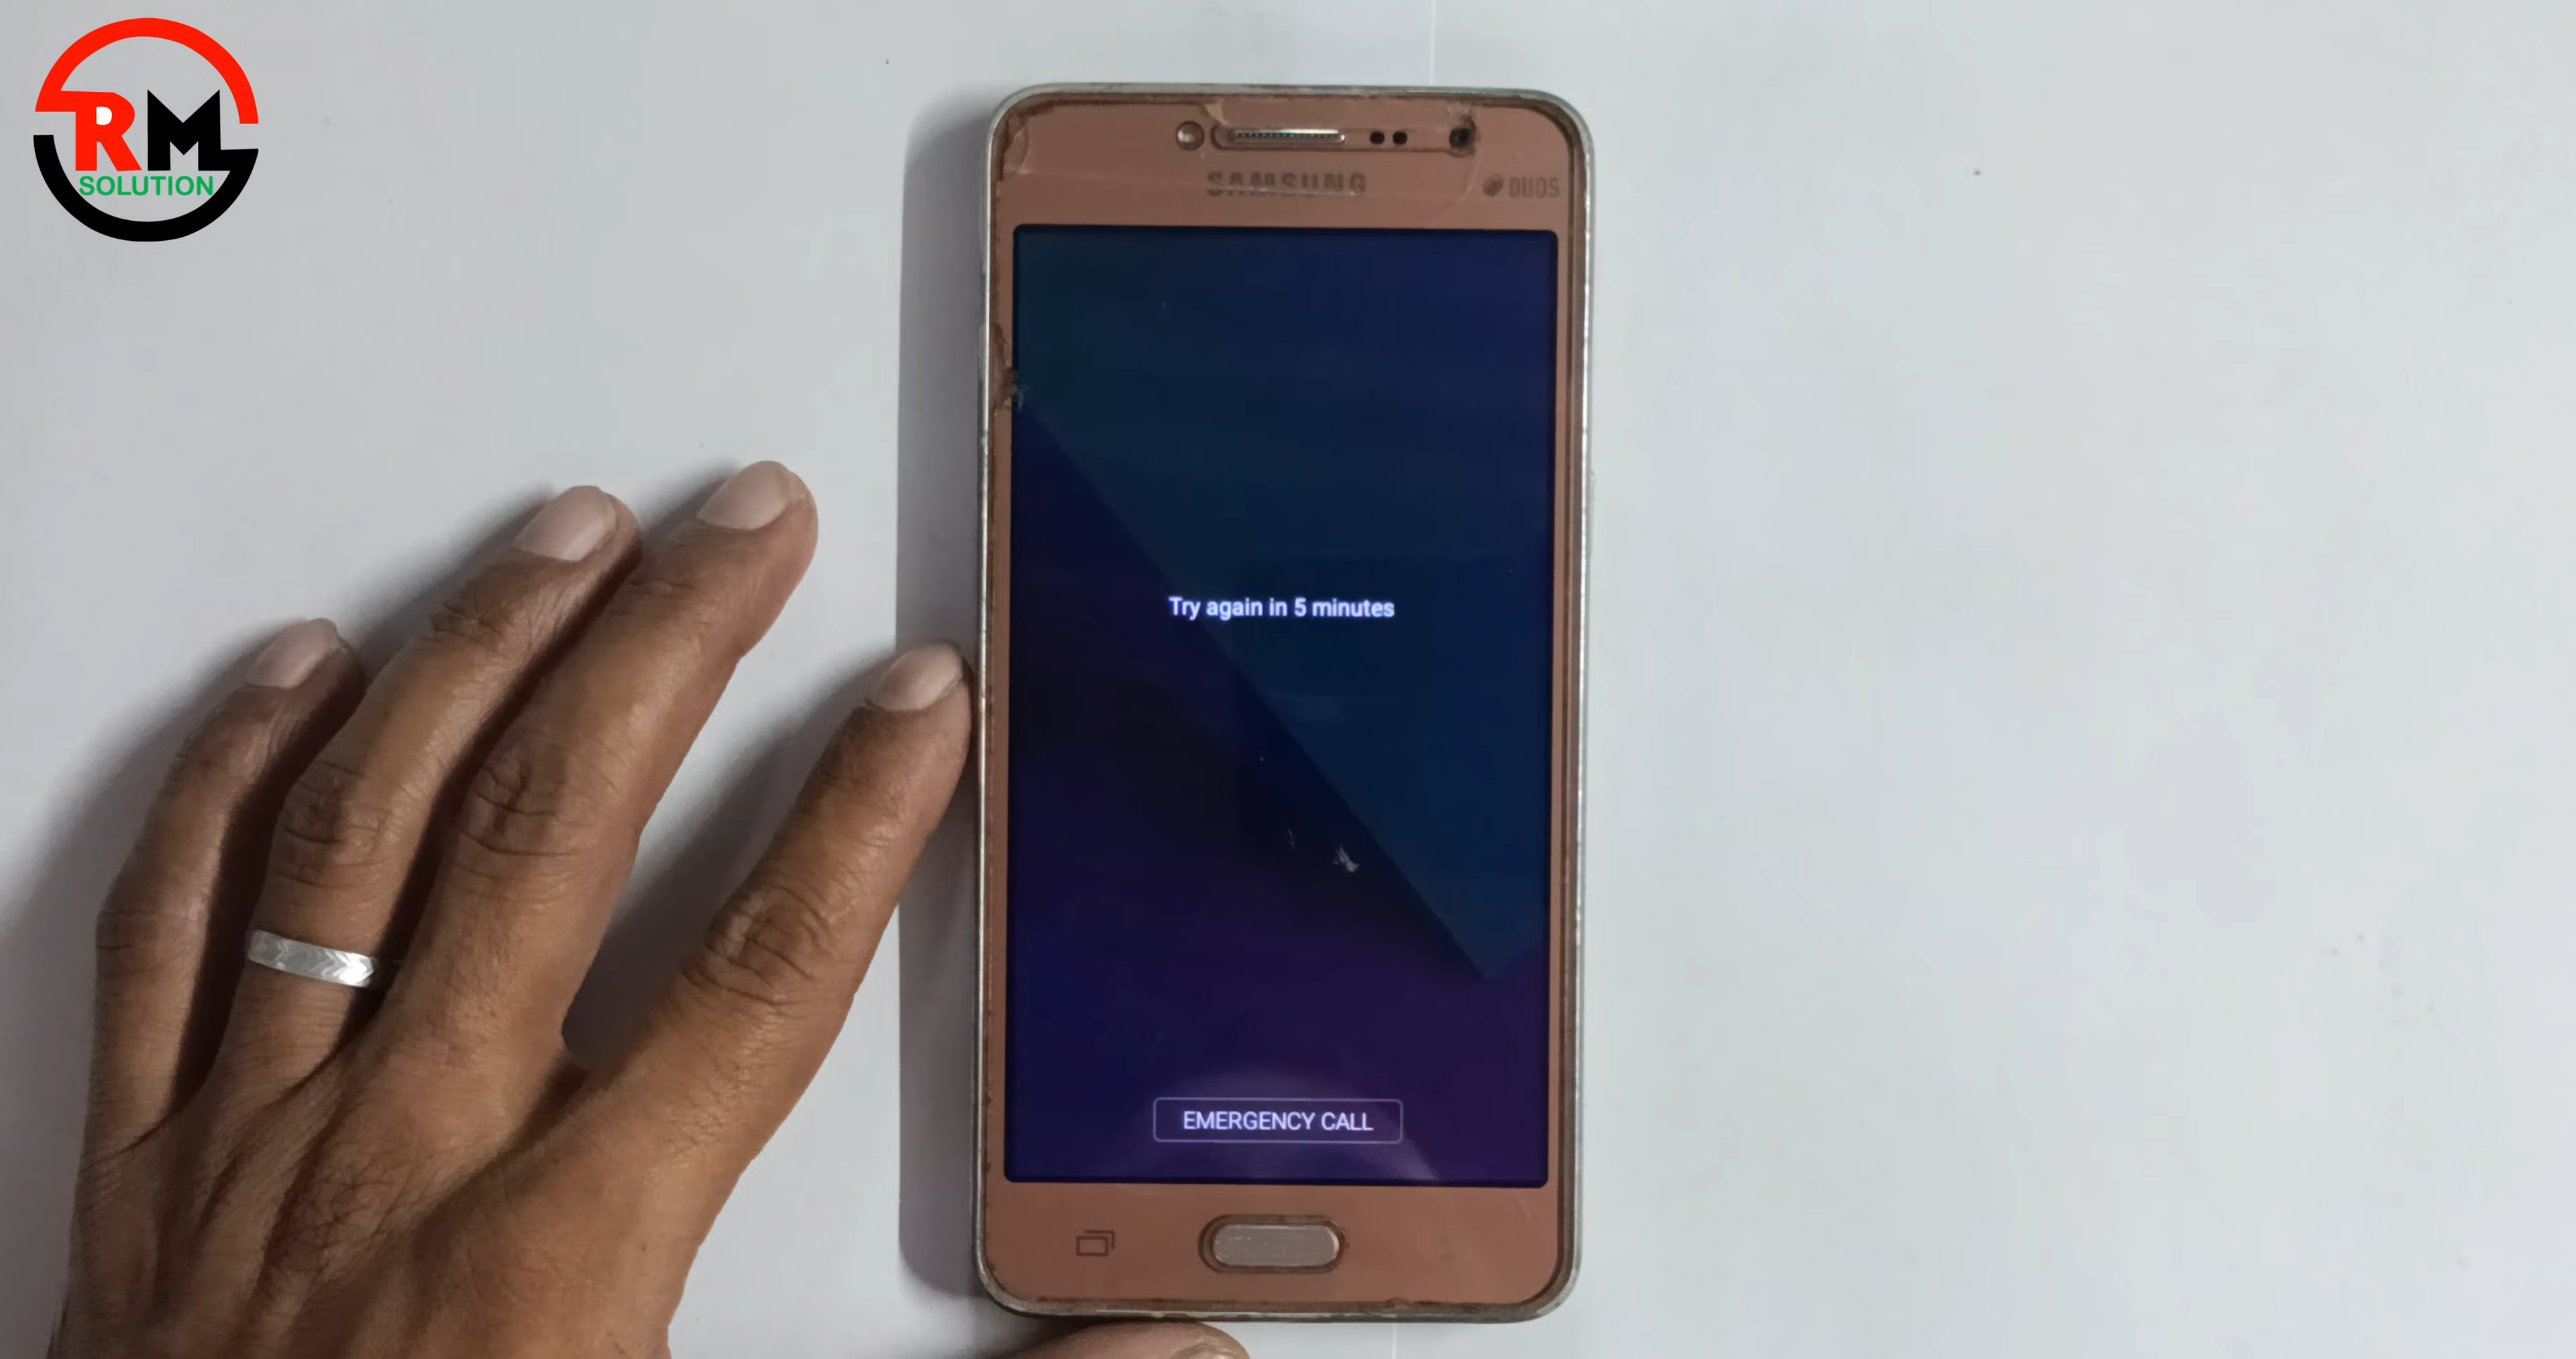 RM
SOLUTION
SAMSUNG
DUOS
Try again in 5 minutes
EMERGENCY CALL